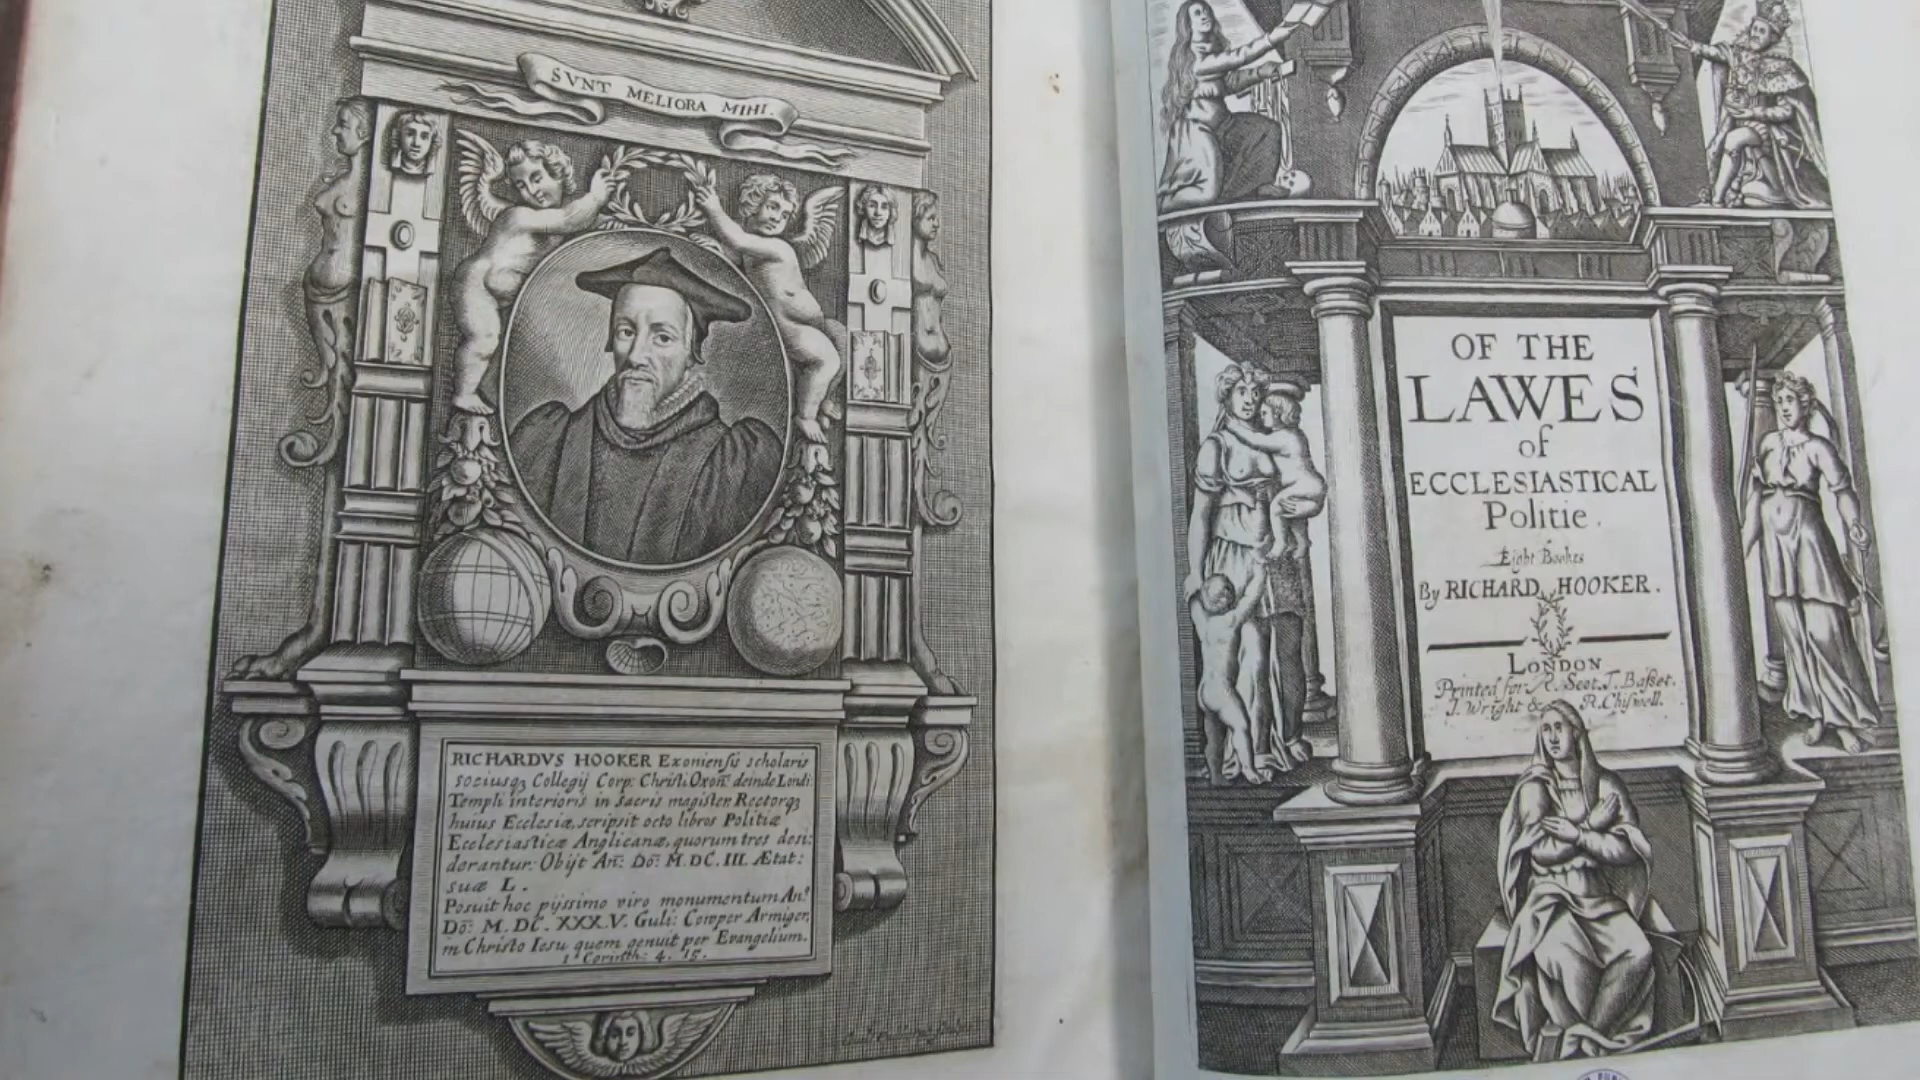 SVNT MELIORA MIHI.
RICHARDVS HOOKER Exoniensis scholaris
sociusqz Collegij Corp: Christi Oxon: deinde Londi:
Templi interioris in sacris magister Rectorqz
huius Ecclesiæ, scripsit octo libros Politiæ
Ecclesiasticæ Anglicanæ, quorum tres desi:
derantur. Obijt An: Do: M.DC.III. Ætat:
suæ L.
Posuit hoc pijssimo viro monumentum An:o
Do: M.DC.XXX.V. Guli: Cowper Armiger,
in Christo Iesu quem genuit per Evangelium.
1 Corinth: 4. 15.
OF THE
LAWES
of
ECCLESIASTICAL
Politie.
Eight Bookes
By RICHARD HOOKER.
LONDON
Printed for R. Scot, T. Basset,
J. Wright & R. Chiswell.